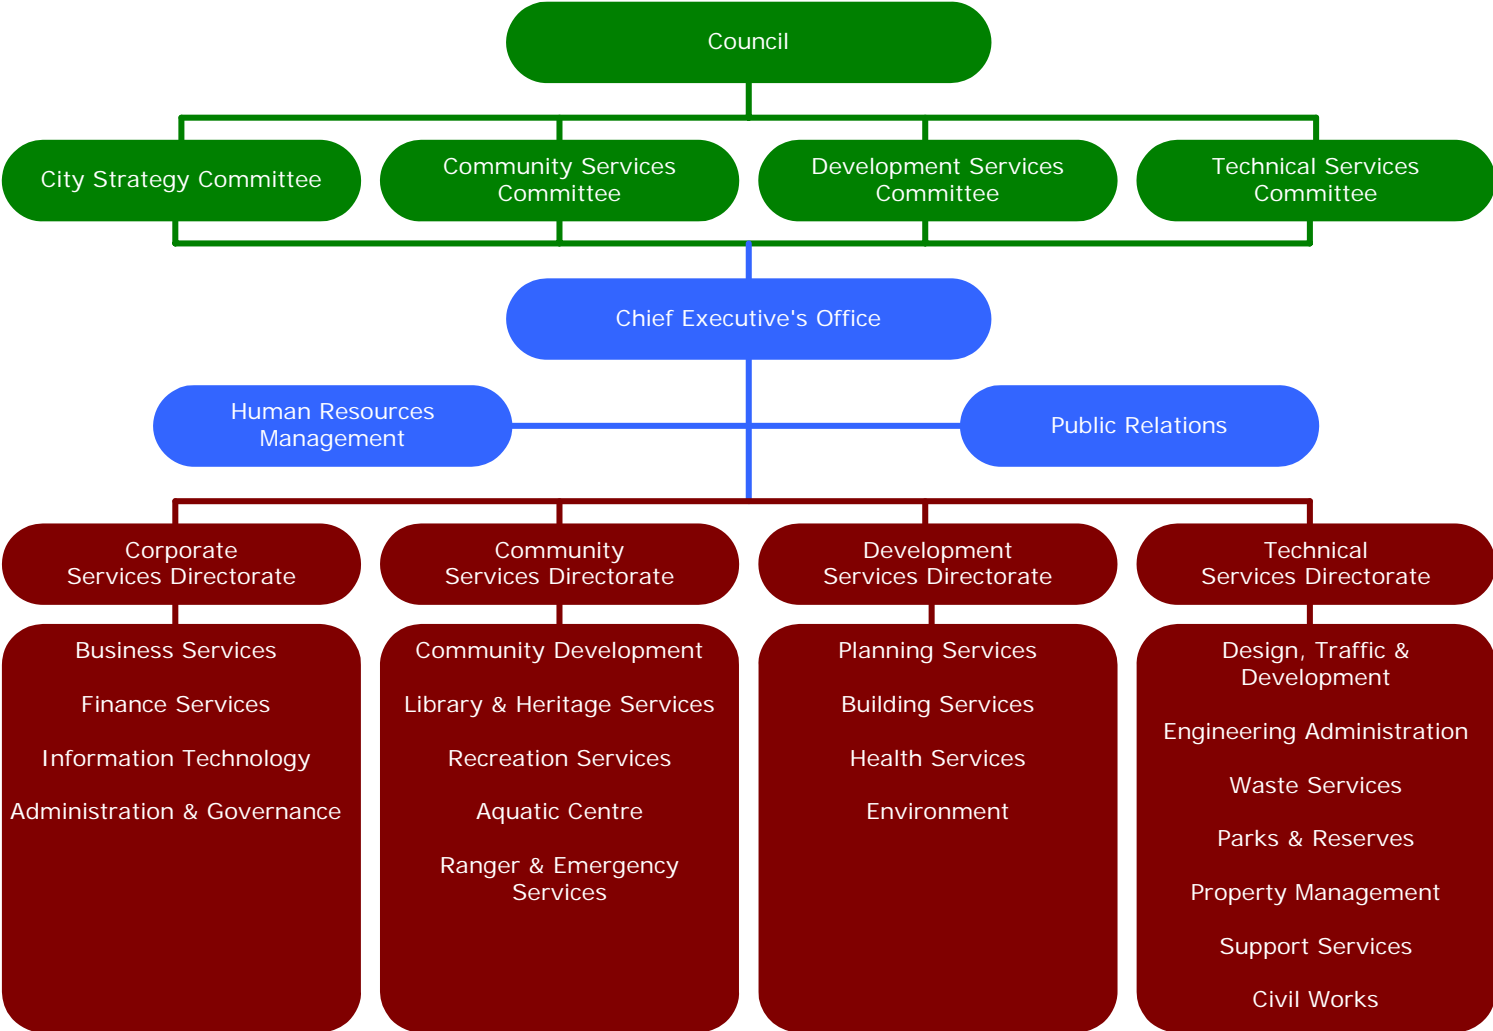 Council
City Strategy Committee
Community Services
Committee
Development Services
Committee
Technical Services
Committee
Chief Executive's Office
Human Resources
Management
Public Relations
Corporate
Services Directorate
Community
Services Directorate
Development
Services Directorate
Technical
Services Directorate
Business Services
Finance Services
Information Technology
Administration & Governance
Community Development
Library & Heritage Services
Recreation Services
Aquatic Centre
Ranger & Emergency
Services
Planning Services
Building Services
Health Services
Environment
Design, Traffic &
Development
Engineering Administration
Waste Services
Parks & Reserves
Property Management
Support Services
Civil Works